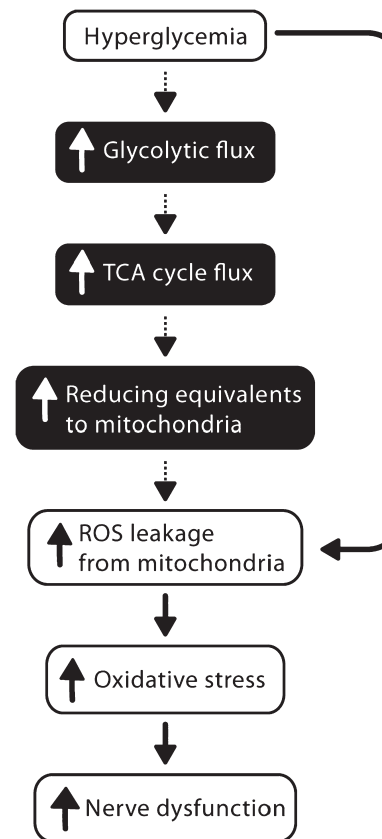 Hyperglycemia
Glycolytic flux
TCA cycle flux
Reducing equivalents
to mitochondria
ROS leakage
from mitochondria
Oxidative stress
Nerve dysfunction